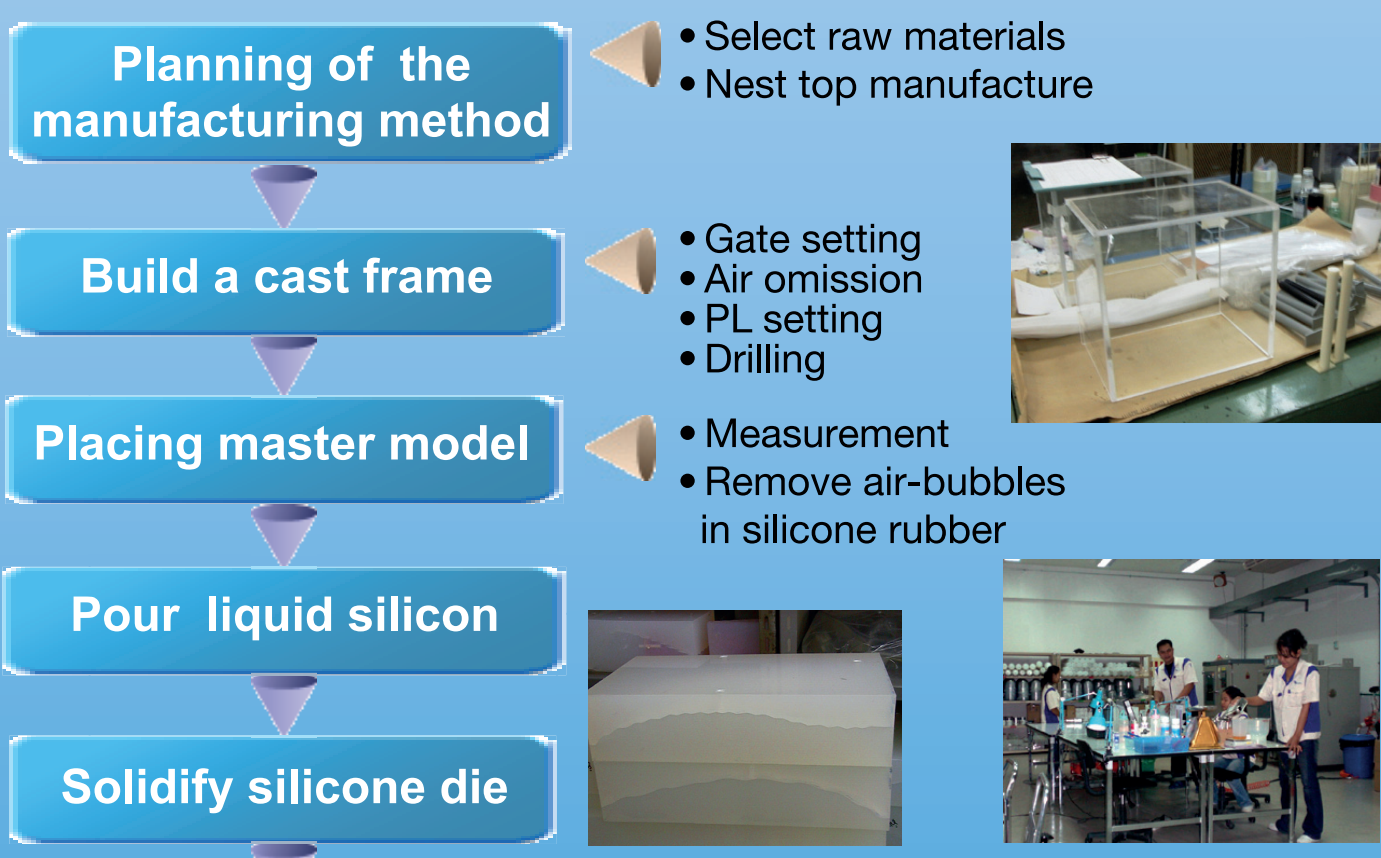 Planning of the
manufacturing method
• Select raw materials
• Nest top manufacture
Build a cast frame
• Gate setting
• Air omission
• PL setting
• Drilling
Placing master model
• Measurement
• Remove air-bubbles
in silicone rubber
Pour liquid silicon
Solidify silicone die